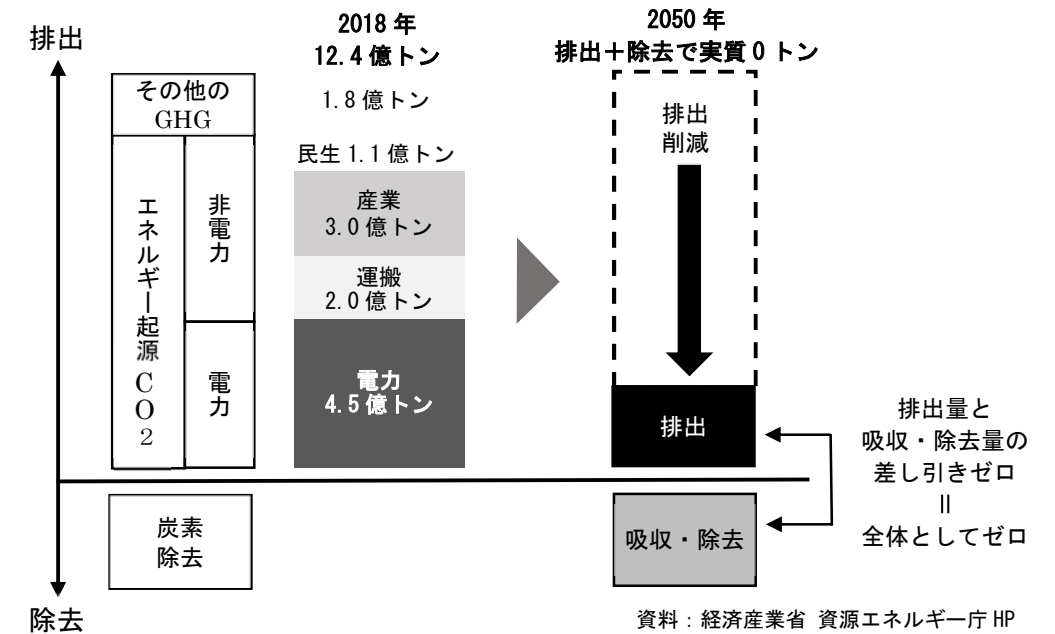 排出
2018 年
12.4 億トン
2050 年
排出＋除去で実質 0 トン
その他の
GHG
1.8 億トン
民生 1.1 億トン
エネルギー起源CO2
非電力
電力
産業
3.0 億トン
運搬
2.0 億トン
電力
4.5 億トン
排出
削減
排出
排出量と
吸収・除去量の
差し引きゼロ
＝
全体としてゼロ
炭素
除去
吸収・除去
除去
資料：経済産業省 資源エネルギー庁 HP